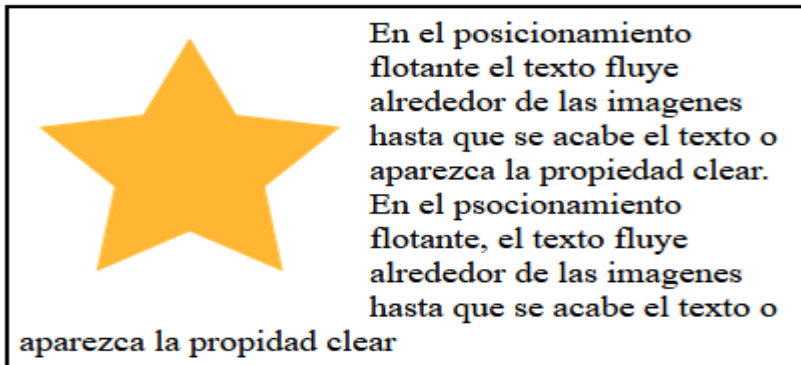 En el posicionamiento
flotante el texto fluye
alrededor de las imagenes
hasta que se acabe el texto o
aparezca la propiedad clear.
En el psocionamiento
flotante, el texto fluye
alrededor de las imagenes
hasta que se acabe el texto o
aparezca la propidad clear